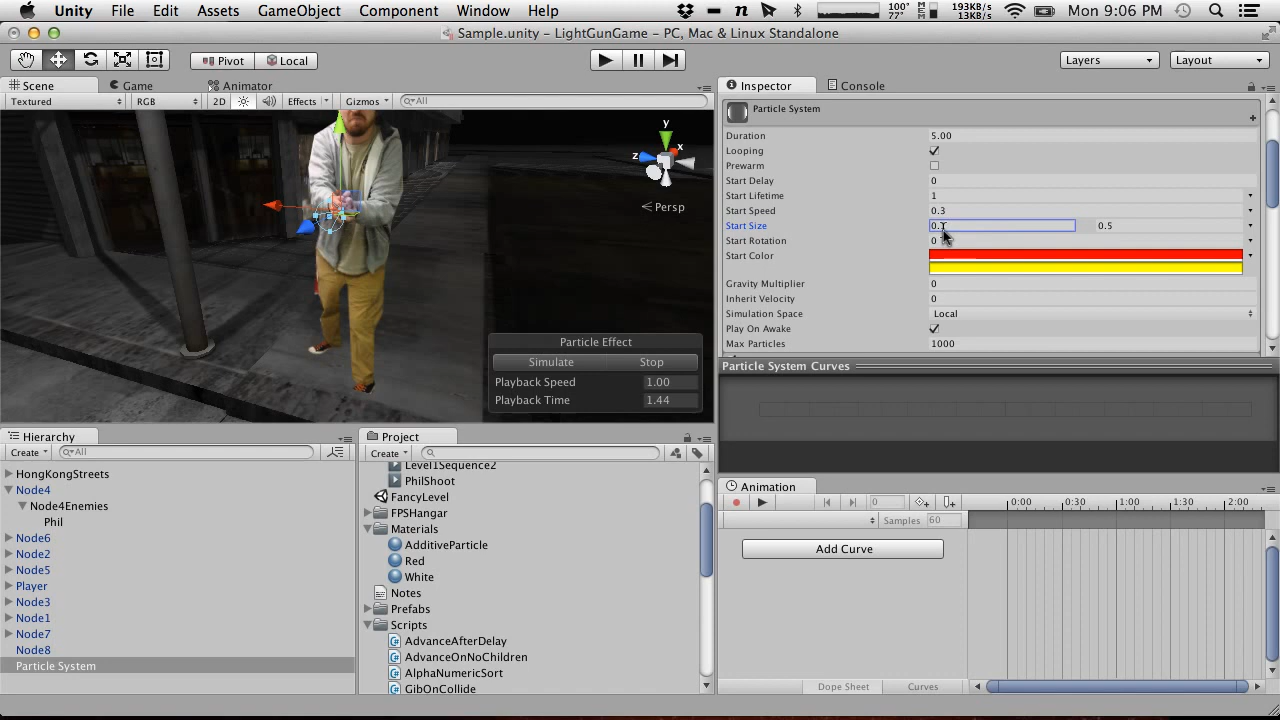 Unity File Edit Assets GameObject Component Window Help 100° 77° 193KB/s 13KB/s Mon 9:06 PM
Sample.unity – LightGunGame – PC, Mac & Linux Standalone
Pivot Local Layers Layout
Scene Game Animator
Textured RGB 2D Effects Gizmos All
y
x
z
Persp
Particle Effect
Simulate Stop
Playback Speed 1.00
Playback Time 1.44
Inspector Console
Particle System
Duration 5.00
Looping
Prewarm
Start Delay 0
Start Lifetime 1
Start Speed 0.3
Start Size 0.5
Start Rotation 0
Start Color
Gravity Multiplier 0
Inherit Velocity 0
Simulation Space Local
Play On Awake
Max Particles 1000
Particle System Curves
Hierarchy
Create All
HongKongStreets
Node4
Node4Enemies
Phil
Node6
Node2
Node5
Player
Node3
Node1
Node7
Node8
Particle System
Project
Create
Level1Sequence2
PhilShoot
FancyLevel
FPSHangar
Materials
AdditiveParticle
Red
White
Notes
Prefabs
Scripts
AdvanceAfterDelay
AdvanceOnNoChildren
AlphaNumericSort
GibOnCollide
Animation
0 0:00 0:30 1:00 1:30 2:00
Samples 60
Add Curve
Dope Sheet Curves